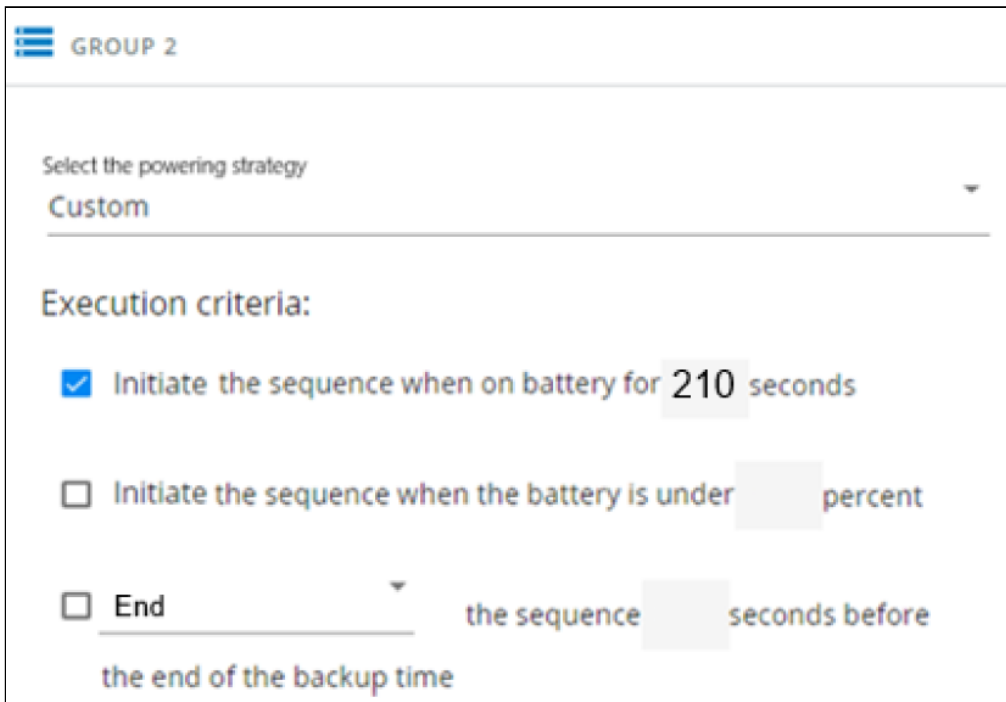 GROUP 2
Select the powering strategy
Custom
Execution criteria:
Initiate the sequence when on battery for 210 seconds
Initiate the sequence when the battery is under percent
End the sequence seconds before
the end of the backup time